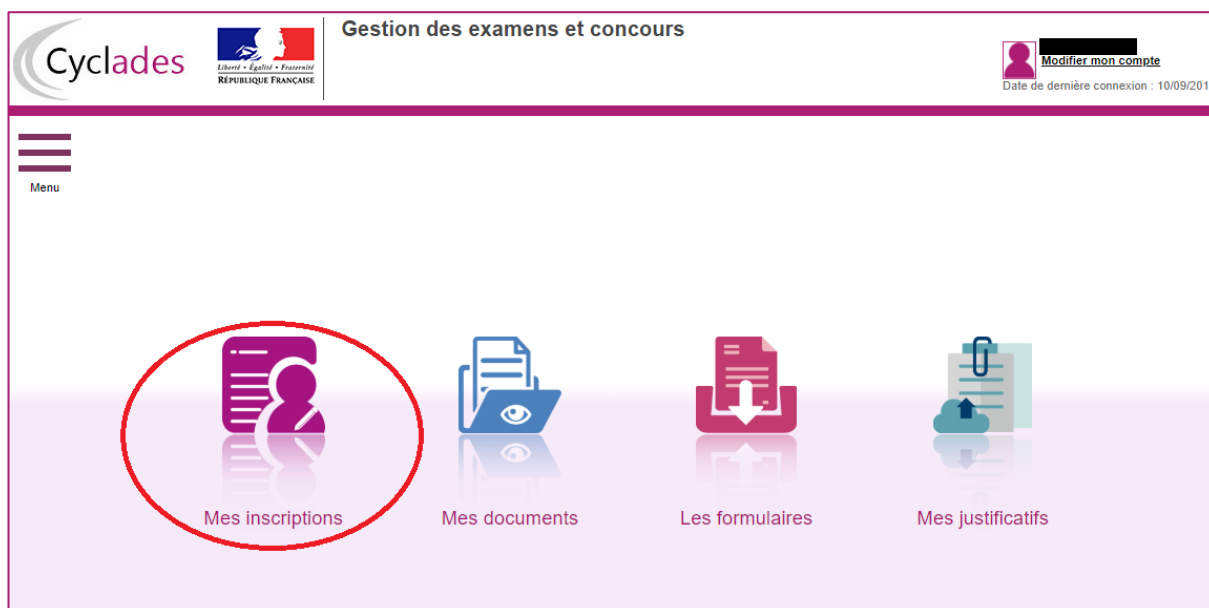 Cyclades
Liberté • Égalité • Fraternité
RÉPUBLIQUE FRANÇAISE
Gestion des examens et concours
Modifier mon compte
Date de dernière connexion : 10/09/201
Menu
Mes inscriptions
Mes documents
Les formulaires
Mes justificatifs